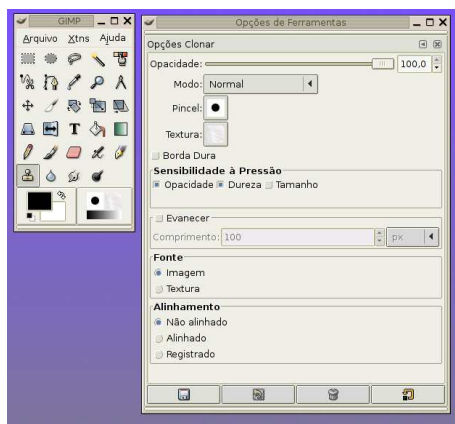 GIMP
Arquivo Xtns Ajuda
Opções de Ferramentas
Opções Clonar
Opacidade: 100,0
Modo: Normal
Pincel:
Textura:
Borda Dura
Sensibilidade à Pressão
Opacidade Dureza Tamanho
Evanecer
Comprimento: 100 px
Fonte
Imagem
Textura
Alinhamento
Não alinhado
Alinhado
Registrado